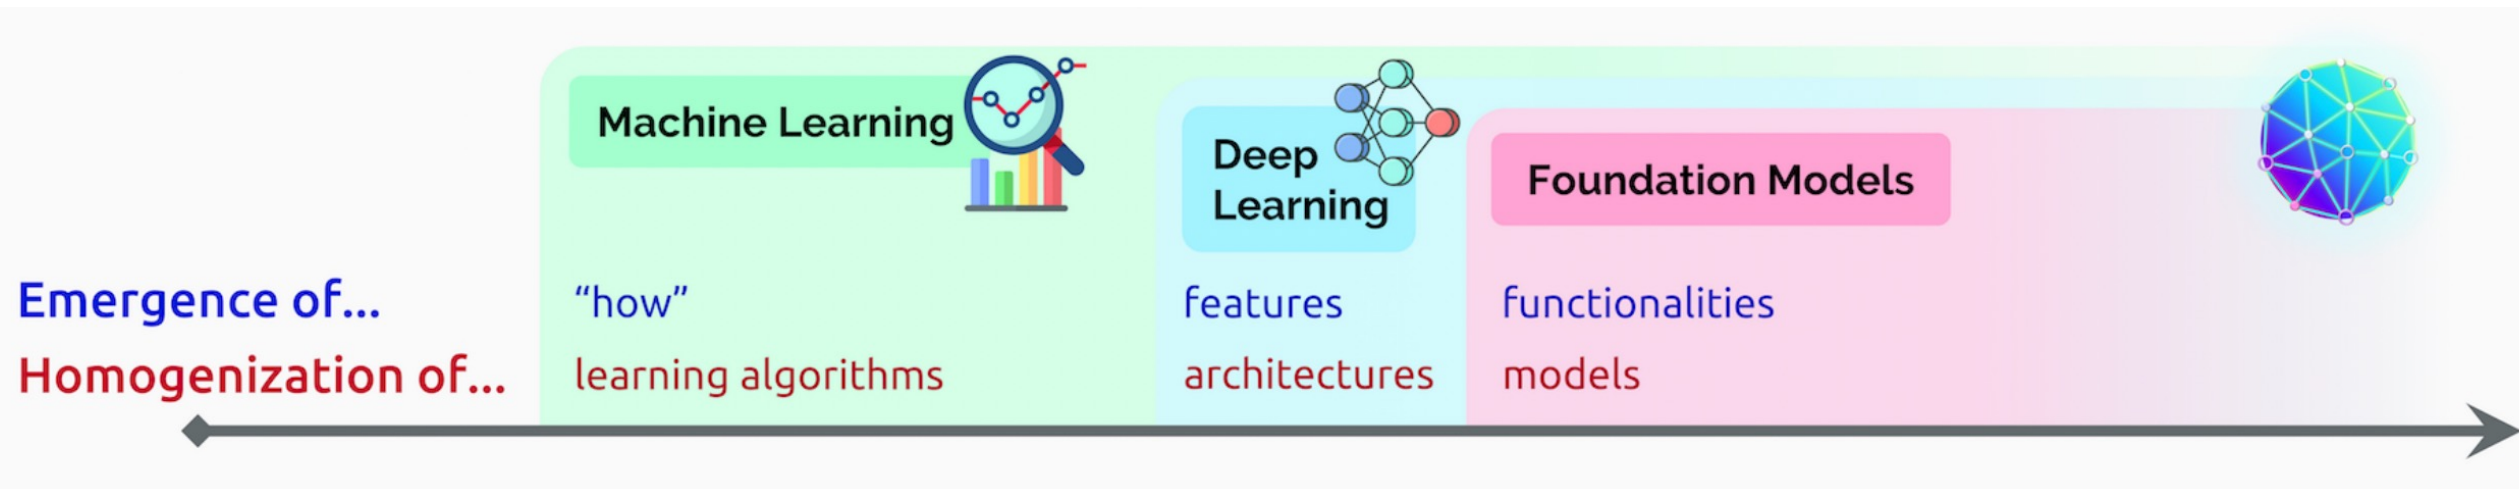 Machine Learning
Deep
Learning
Foundation Models
Emergence of...
“how”
features
functionalities
Homogenization of...
learning algorithms
architectures
models